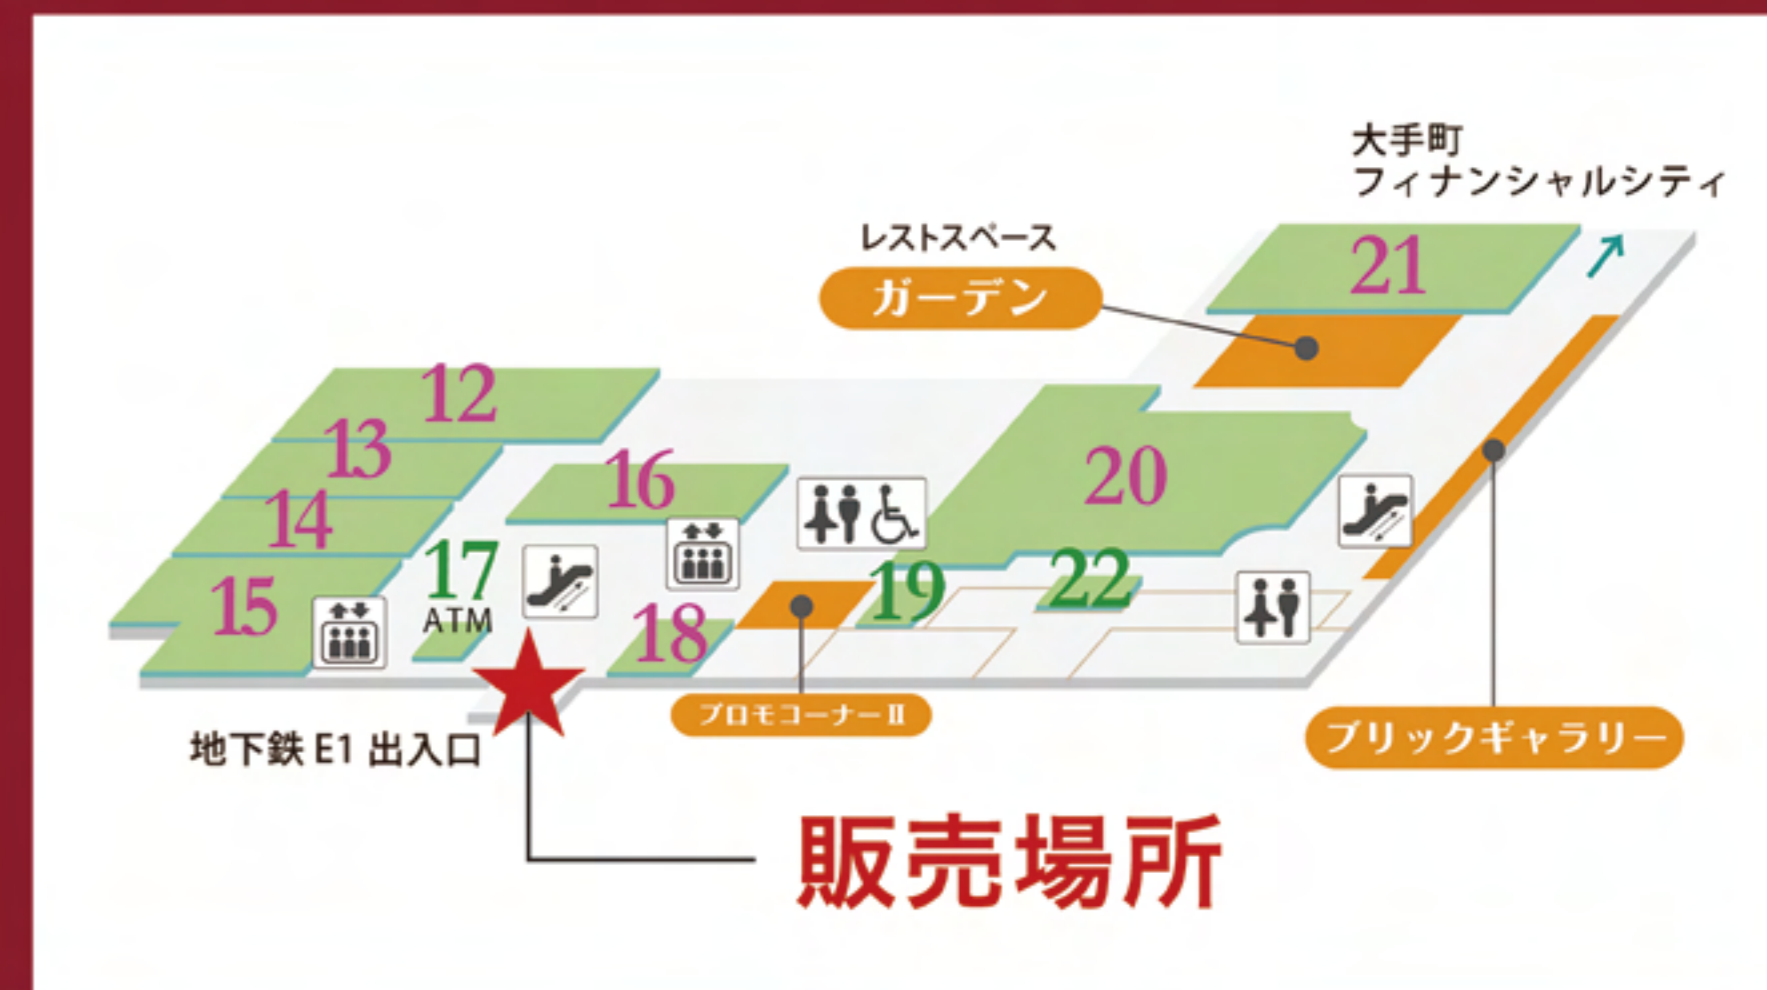 大手町
フィナンシャルシティ
レストスペース
ガーデン
21
12
13
16
20
14
17
ATM
22
19
15
18
プロモコーナーⅡ
地下鉄 E1 出入口
ブリックギャラリー
販売場所